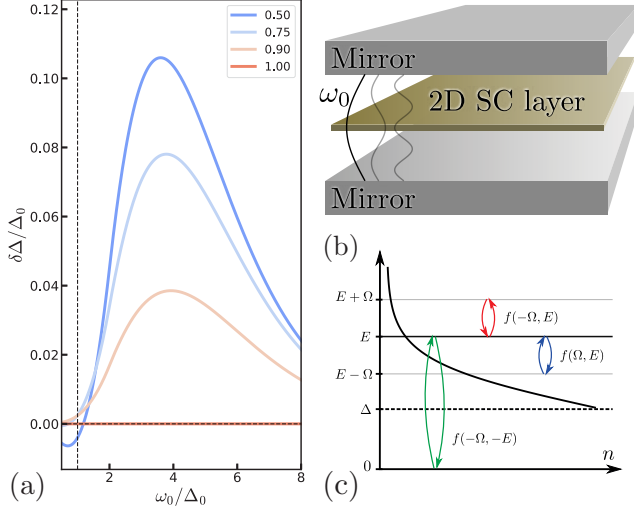 0.50
0.75
0.90
1.00
0.12
0.10
0.08
0.06
0.04
0.02
0.00
δΔ/Δ₀
2 4 6 8
ω₀/Δ₀
(a)
Mirror
ω₀
2D SC layer
Mirror
(b)
E + Ω
f(-Ω, E)
E
f(Ω, E)
E − Ω
Δ
f(-Ω, -E)
n
0
(c)